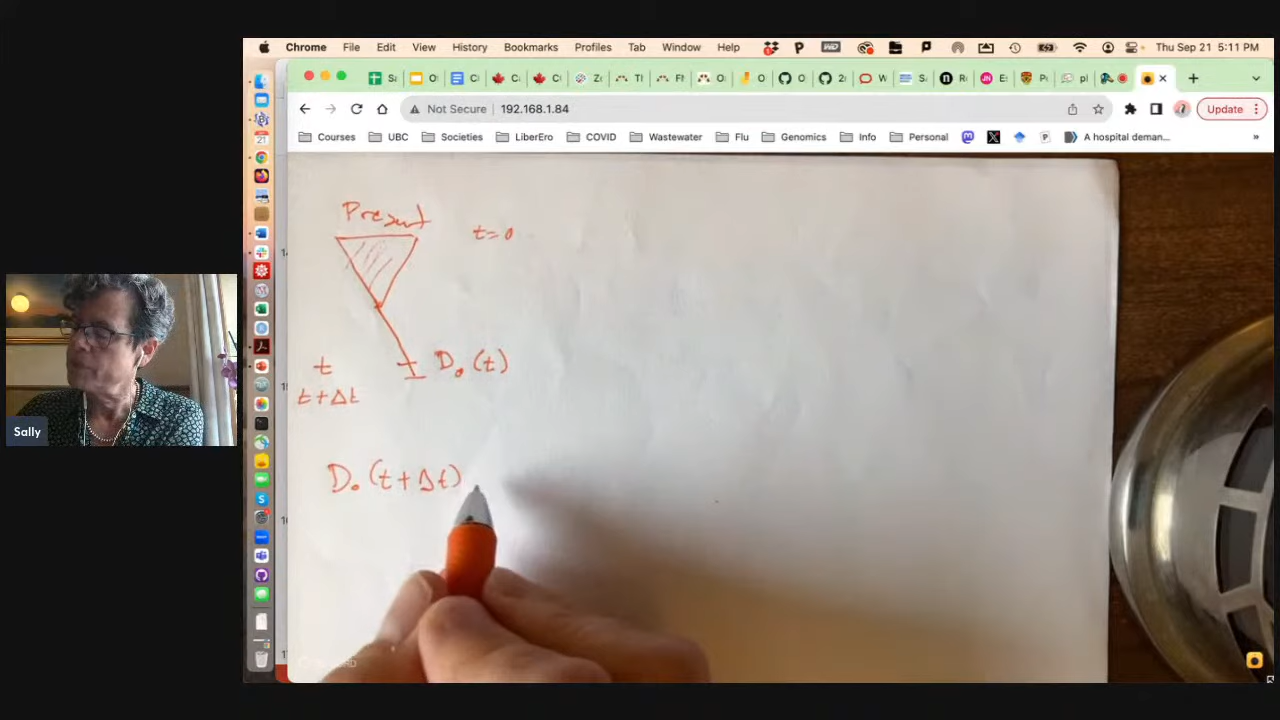 Chrome File Edit View History Bookmarks Profiles Tab Window Help Thu Sep 21 5:11 PM
Not Secure 192.168.1.84 Update
Courses UBC Societies LiberEro COVID Wastewater Flu Genomics Info Personal A hospital deman... »
Present
t=0
D₀(t)
t
t+Δt
D₀(t+Δt)
Sally